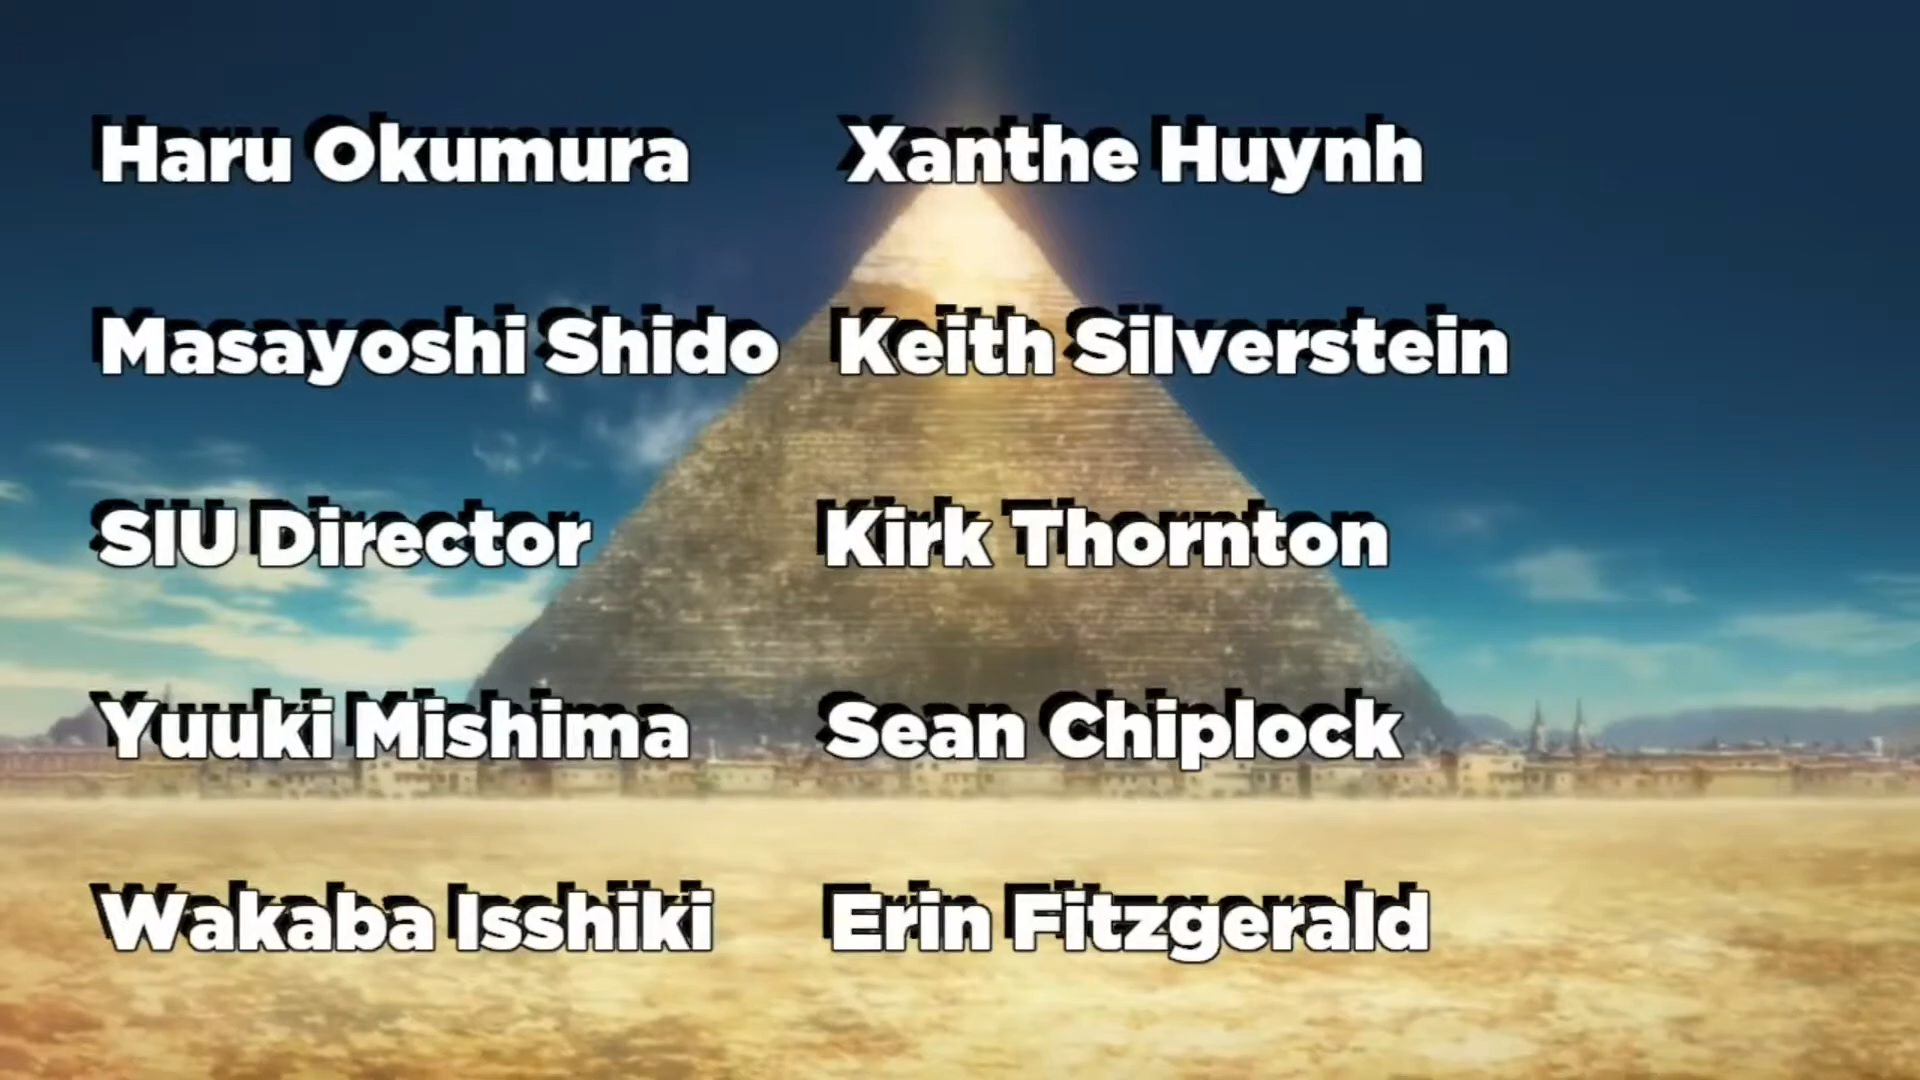 Haru Okumura Xanthe Huynh
Masayoshi Shido Keith Silverstein
SIU Director Kirk Thornton
Yuuki Mishima Sean Chiplock
Wakaba Isshiki Erin Fitzgerald